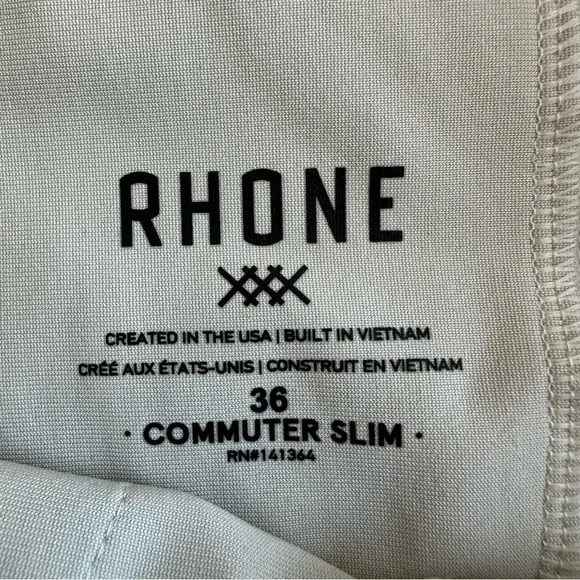 RHONE
CREATED IN THE USA | BUILT IN VIETNAM
CRÉÉ AUX ÉTATS-UNIS | CONSTRUIT EN VIETNAM
36
· COMMUTER SLIM ·
RN#141364